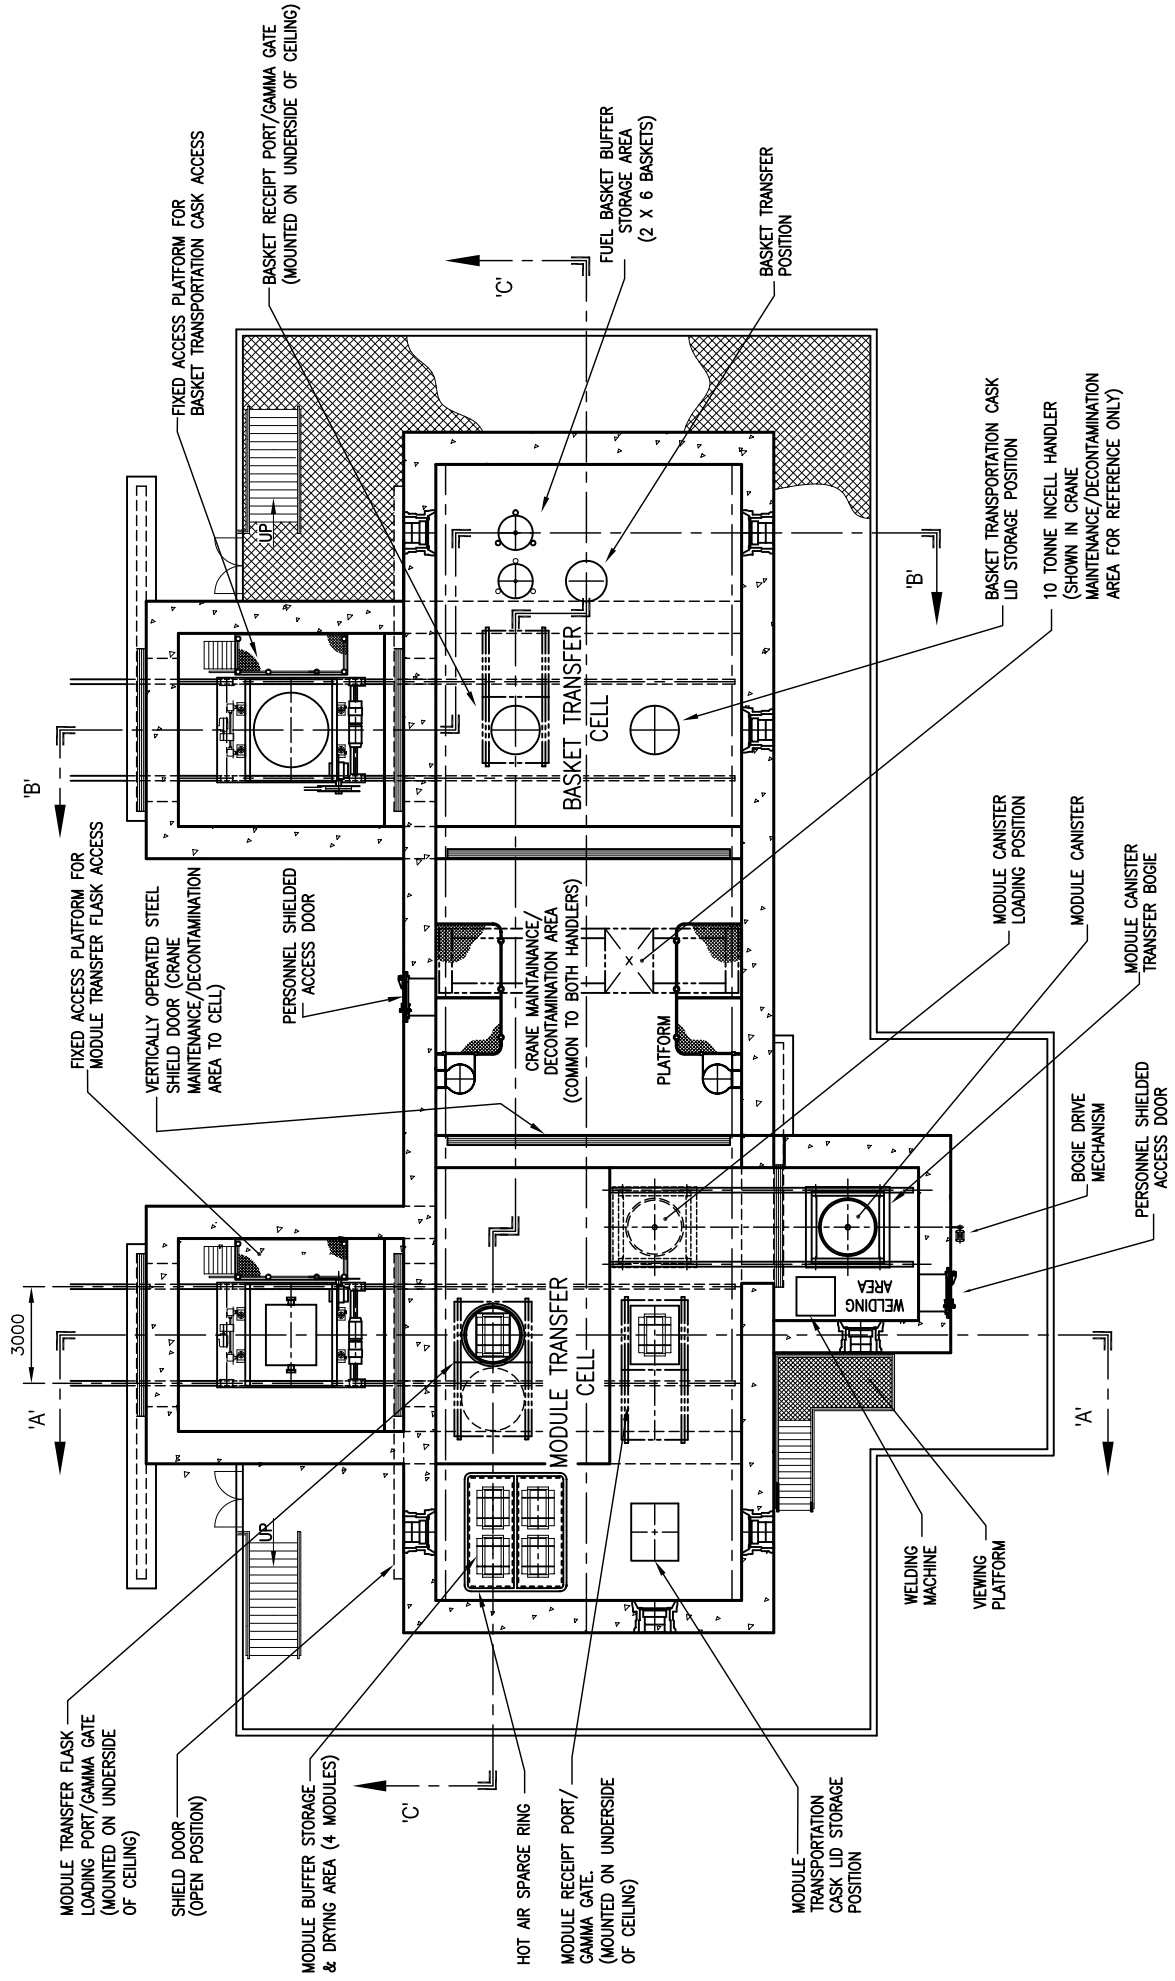 MODULE TRANSFER FLASK
LOADING PORT/GAMMA GATE
(MOUNTED ON UNDERSIDE
OF CEILING)
SHIELD DOOR
(OPEN POSITION)
MODULE BUFFER STORAGE
& DRYING AREA (4 MODULES)
HOT AIR SPARGE RING
MODULE RECEIPT PORT/
GAMMA GATE.
(MOUNTED ON UNDERSIDE
OF CEILING)
MODULE
TRANSPORTATION
CASK LID STORAGE
POSITION
'A'
3000
FIXED ACCESS PLATFORM FOR
MODULE TRANSFER FLASK ACCESS
VERTICALLY OPERATED STEEL
SHIELD DOOR (CRANE
MAINTENANCE/DECONTAMINATION
AREA TO CELL)
PERSONNEL SHIELDED
ACCESS DOOR
'B'
FIXED ACCESS PLATFORM FOR
BASKET TRANSPORTATION CASK ACCESS
BASKET RECEIPT PORT/GAMMA GATE
(MOUNTED ON UNDERSIDE OF CEILING)
UP
UP
'C'
'C'
FUEL BASKET BUFFER
STORAGE AREA
(2 X 6 BASKETS)
BASKET TRANSFER
POSITION
MODULE TRANSFER
CELL
CRANE MAINTAINANCE/
DECONTAMINATION AREA
(COMMON TO BOTH HANDLERS)
PLATFORM
BASKET TRANSFER
CELL
WELDING
AREA
'B'
BASKET TRANSPORTATION CASK
LID STORAGE POSITION
10 TONNE INCELL HANDLER
(SHOWN IN CRANE
MAINTENANCE/DECONTAMINATION
AREA FOR REFERENCE ONLY)
MODULE CANISTER
LOADING POSITION
MODULE CANISTER
MODULE CANISTER
TRANSFER BOGIE
BOGIE DRIVE
MECHANISM
PERSONNEL SHIELDED
ACCESS DOOR
'A'
WELDING
MACHINE
VIEWING
PLATFORM